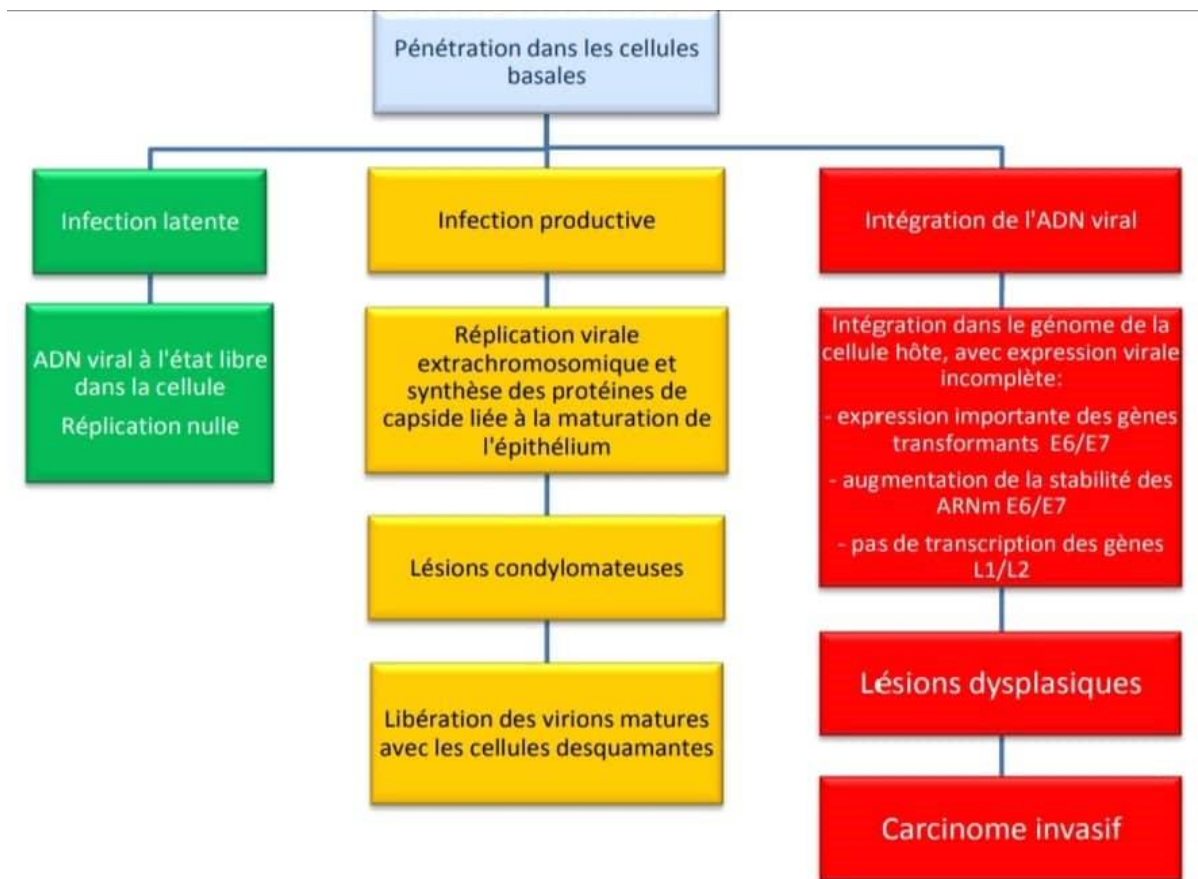 Pénétration dans les cellules
basales
Infection latente
ADN viral à l'état libre
dans la cellule
Réplication nulle
Infection productive
Réplication virale
extrachromosomique et
synthèse des protéines de
capside liée à la maturation de
l'épithélium
Lésions condylomateuses
Libération des virions matures
avec les cellules desquamantes
Intégration de l'ADN viral
Intégration dans le génome de la
cellule hôte, avec expression virale
incomplète:
- expression importante des gènes
transformants E6/E7
- augmentation de la stabilité des
ARNm E6/E7
- pas de transcription des gènes
L1/L2
Lésions dysplasiques
Carcinome invasif